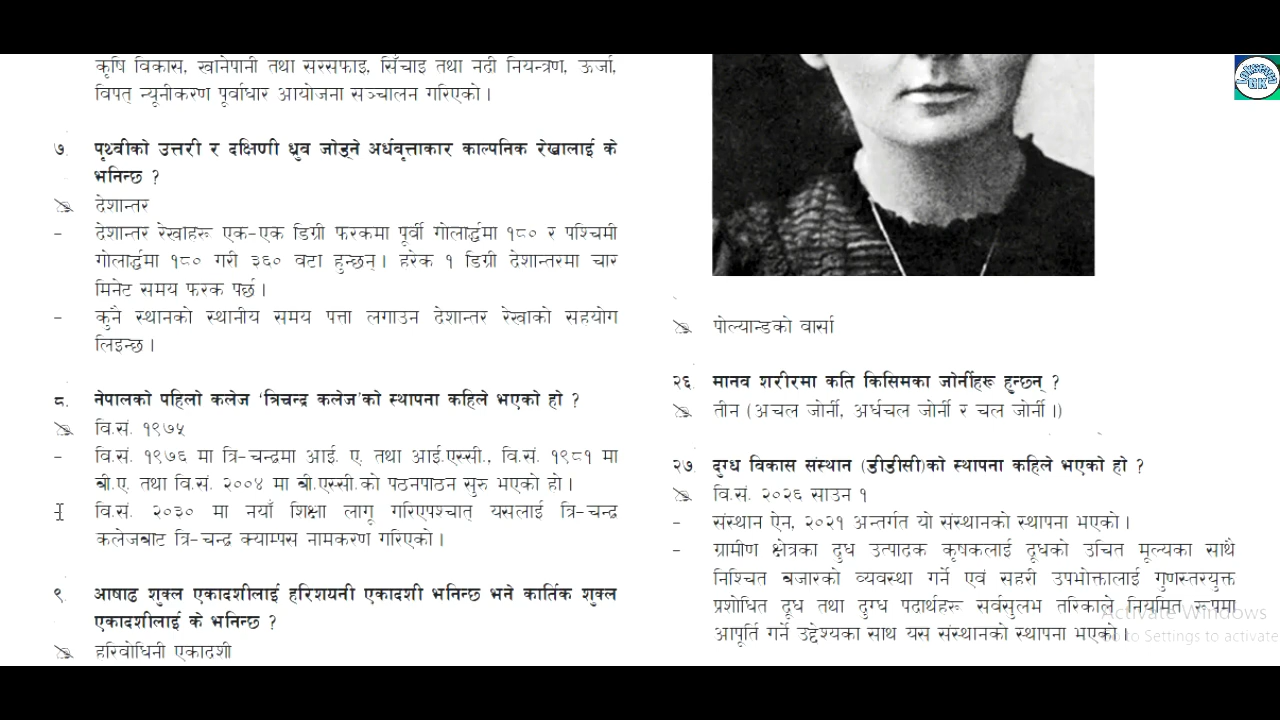 कृषि विकास, खानेपानी तथा सरसफाइ, सिँचाइ तथा नदी नियन्त्रण, ऊर्जा,
विपत् न्यूनीकरण पूर्वाधार आयोजना सञ्चालन गरिएको ।
७. पृथ्वीको उत्तरी र दक्षिणी ध्रुव जोड्ने अर्धवृत्ताकार काल्पनिक रेखालाई के
भनिन्छ ?
देशान्तर
- देशान्तर रेखाहरू एक-एक डिग्री फरकमा पूर्वी गोलार्द्धमा १८० र पश्चिमी
गोलार्द्धमा १८० गरी ३६० वटा हुन्छन् । हरेक १ डिग्री देशान्तरमा चार
मिनेट समय फरक पर्छ ।
- कुनै स्थानको स्थानीय समय पत्ता लगाउन देशान्तर रेखाको सहयोग
लिइन्छ ।
८. नेपालको पहिलो कलेज ‘त्रिचन्द्र कलेज’को स्थापना कहिले भएको हो ?
वि.सं. १९७५
- वि.सं. १९७६ मा त्रि-चन्द्रमा आई. ए. तथा आई.एस्सी., वि.सं. १९८१ मा
बी.ए. तथा वि.सं. २००४ मा बी.एस्सी.को पठनपाठन सुरु भएको हो ।
- वि.सं. २०३० मा नयाँ शिक्षा लागू गरिएपश्चात् यसलाई त्रि-चन्द्र
कलेजबाट त्रि-चन्द्र क्याम्पस नामकरण गरिएको ।
९. आषाढ शुक्ल एकादशीलाई हरिशयनी एकादशी भनिन्छ भने कार्तिक शुक्ल
एकादशीलाई के भनिन्छ ?
हरिवोधिनी एकादशी
पोल्यान्डको वार्सा
२६. मानव शरीरमा कति किसिमका जोर्नीहरू हुन्छन् ?
तीन (अचल जोर्नी, अर्धचल जोर्नी र चल जोर्नी ।)
२७. दुग्ध विकास संस्थान (डीडीसी)को स्थापना कहिले भएको हो ?
वि.सं. २०२६ साउन १
- संस्थान ऐन, २०२१ अन्तर्गत यो संस्थानको स्थापना भएको ।
- ग्रामीण क्षेत्रका दुध उत्पादक कृषकलाई दूधको उचित मूल्यका साथै
निश्चित बजारको व्यवस्था गर्ने एवं सहरी उपभोक्तालाई गुणस्तरयुक्त
प्रशोधित दूध तथा दुग्ध पदार्थहरू सर्वसुलभ तरिकाले नियमित रूपमा
आपूर्ति गर्ने उद्देश्यका साथ यस संस्थानको स्थापना भएको ।
Activate Windows
Go to Settings to activate
GK